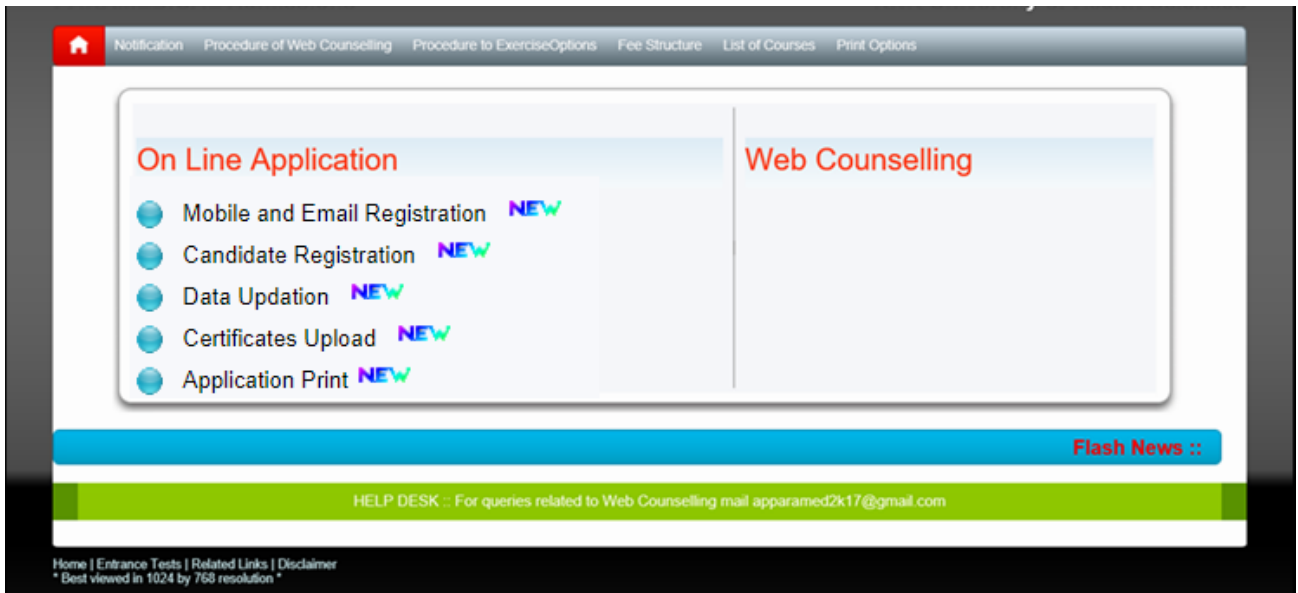 Notification Procedure of Web Counselling Procedure to ExerciseOptions Fee Structure List of Courses Print Options
On Line Application
Mobile and Email Registration NEW
Candidate Registration NEW
Data Updation NEW
Certificates Upload NEW
Application Print NEW
Web Counselling
Flash News ::
HELP DESK :: For queries related to Web Counselling mail apparamed2k17@gmail.com
Home | Entrance Tests | Related Links | Disclaimer
* Best viewed in 1024 by 768 resolution *